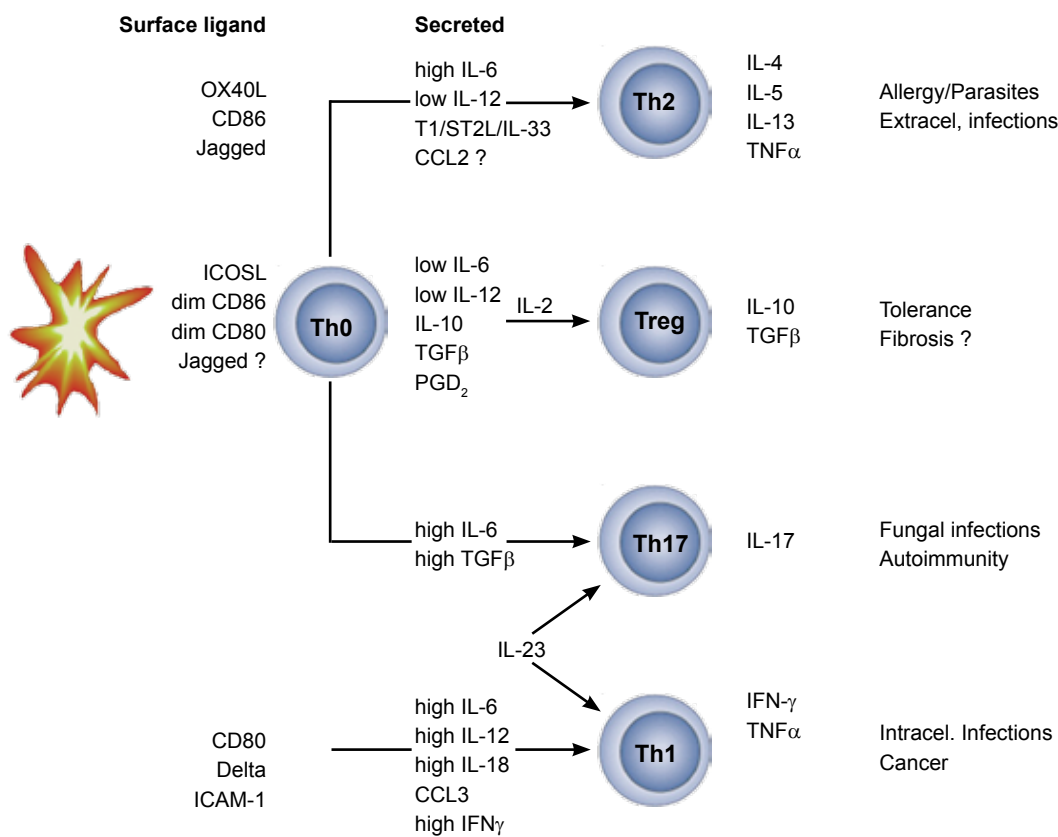 Surface ligand
Secreted
OX40L
CD86
Jagged
high IL-6
low IL-12
T1/ST2L/IL-33
CCL2 ?
Th2
IL-4
IL-5
IL-13
TNFα
Allergy/Parasites
Extracel, infections
ICOSL
dim CD86
dim CD80
Jagged ?
Th0
low IL-6
low IL-12
IL-10
TGFβ
PGD₂
IL-2
Treg
IL-10
TGFβ
Tolerance
Fibrosis ?
high IL-6
high TGFβ
Th17
IL-17
Fungal infections
Autoimmunity
IL-23
CD80
Delta
ICAM-1
high IL-6
high IL-12
high IL-18
CCL3
high IFNγ
Th1
IFN-γ
TNFα
Intracel. Infections
Cancer